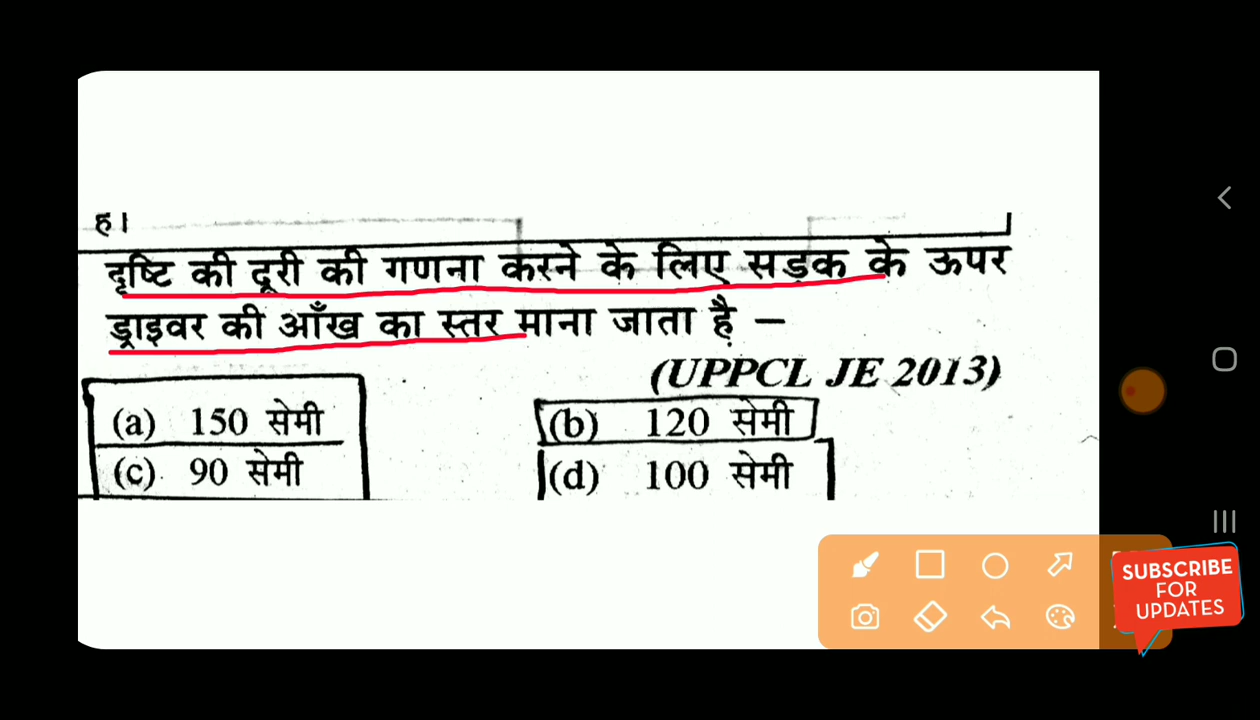 ह।
दृष्टि की दूरी की गणना करने के लिए सड़क के ऊपर
ड्राइवर की आँख का स्तर माना जाता है –
(UPPCL JE 2013)
(a) 150 सेमी (b) 120 सेमी
(c) 90 सेमी (d) 100 सेमी
SUBSCRIBE
FOR
UPDATES